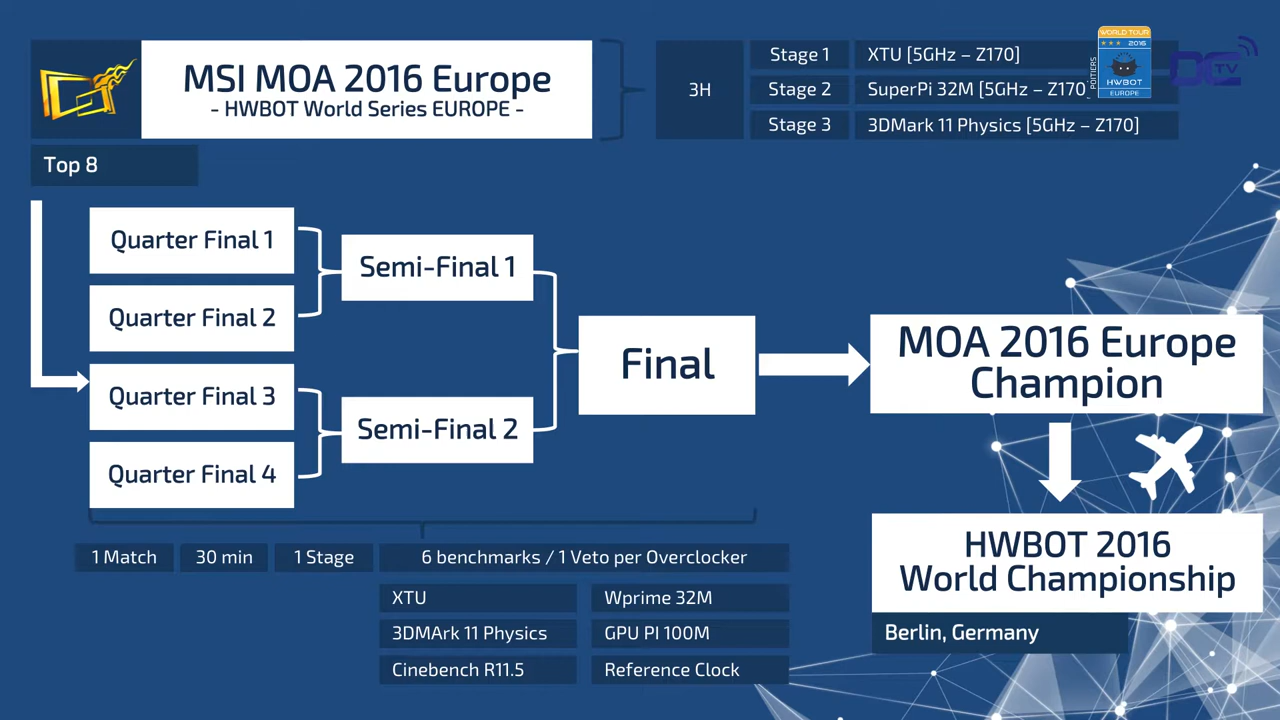 MSI MOA 2016 Europe
- HWBOT World Series EUROPE -
3H
Stage 1
XTU [5GHz – Z170]
Stage 2
SuperPi 32M [5GHz – Z170]
Stage 3
3DMark 11 Physics [5GHz – Z170]
WORLD TOUR
2016
POITIERS
HWBOT
EUROPE
OC
TV
Top 8
Quarter Final 1
Quarter Final 2
Quarter Final 3
Quarter Final 4
Semi-Final 1
Semi-Final 2
Final
MOA 2016 Europe
Champion
HWBOT 2016
World Championship
Berlin, Germany
1 Match
30 min
1 Stage
6 benchmarks / 1 Veto per Overclocker
XTU
Wprime 32M
3DMArk 11 Physics
GPU PI 100M
Cinebench R11.5
Reference Clock